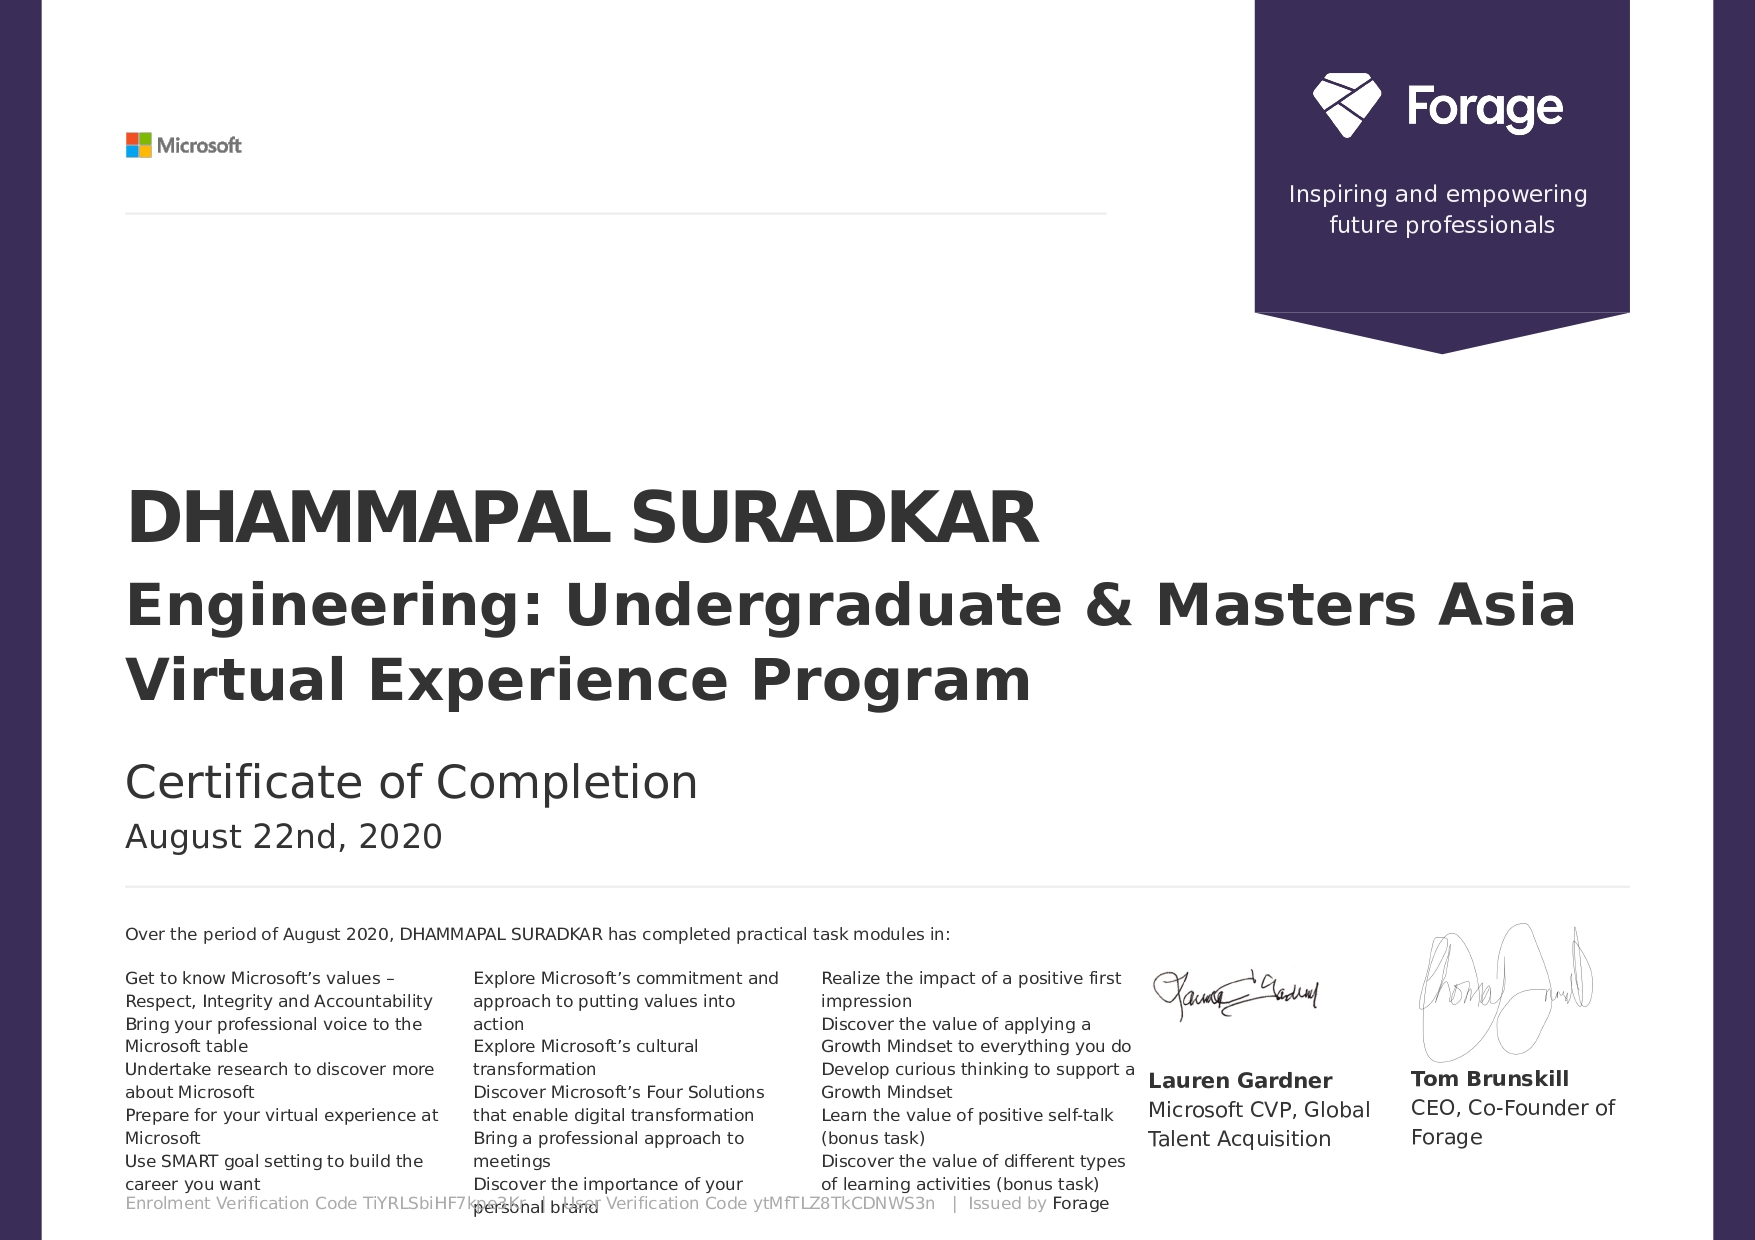 Microsoft
Forage
Inspiring and empowering
future professionals
DHAMMAPAL SURADKAR
Engineering: Undergraduate & Masters Asia
Virtual Experience Program
Certificate of Completion
August 22nd, 2020
Over the period of August 2020, DHAMMAPAL SURADKAR has completed practical task modules in:
Get to know Microsoft’s values –
Respect, Integrity and Accountability
Bring your professional voice to the
Microsoft table
Undertake research to discover more
about Microsoft
Prepare for your virtual experience at
Microsoft
Use SMART goal setting to build the
career you want
Explore Microsoft’s commitment and
approach to putting values into
action
Explore Microsoft’s cultural
transformation
Discover Microsoft’s Four Solutions
that enable digital transformation
Bring a professional approach to
meetings
Discover the importance of your
personal brand
Realize the impact of a positive first
impression
Discover the value of applying a
Growth Mindset to everything you do
Develop curious thinking to support a
Growth Mindset
Learn the value of positive self-talk
(bonus task)
Discover the value of different types
of learning activities (bonus task)
Lauren Gardner
Microsoft CVP, Global
Talent Acquisition
Tom Brunskill
CEO, Co-Founder of
Forage
Enrolment Verification Code | User Verification Code ytMfTLZ8TkCDNWS3n | Issued by Forage